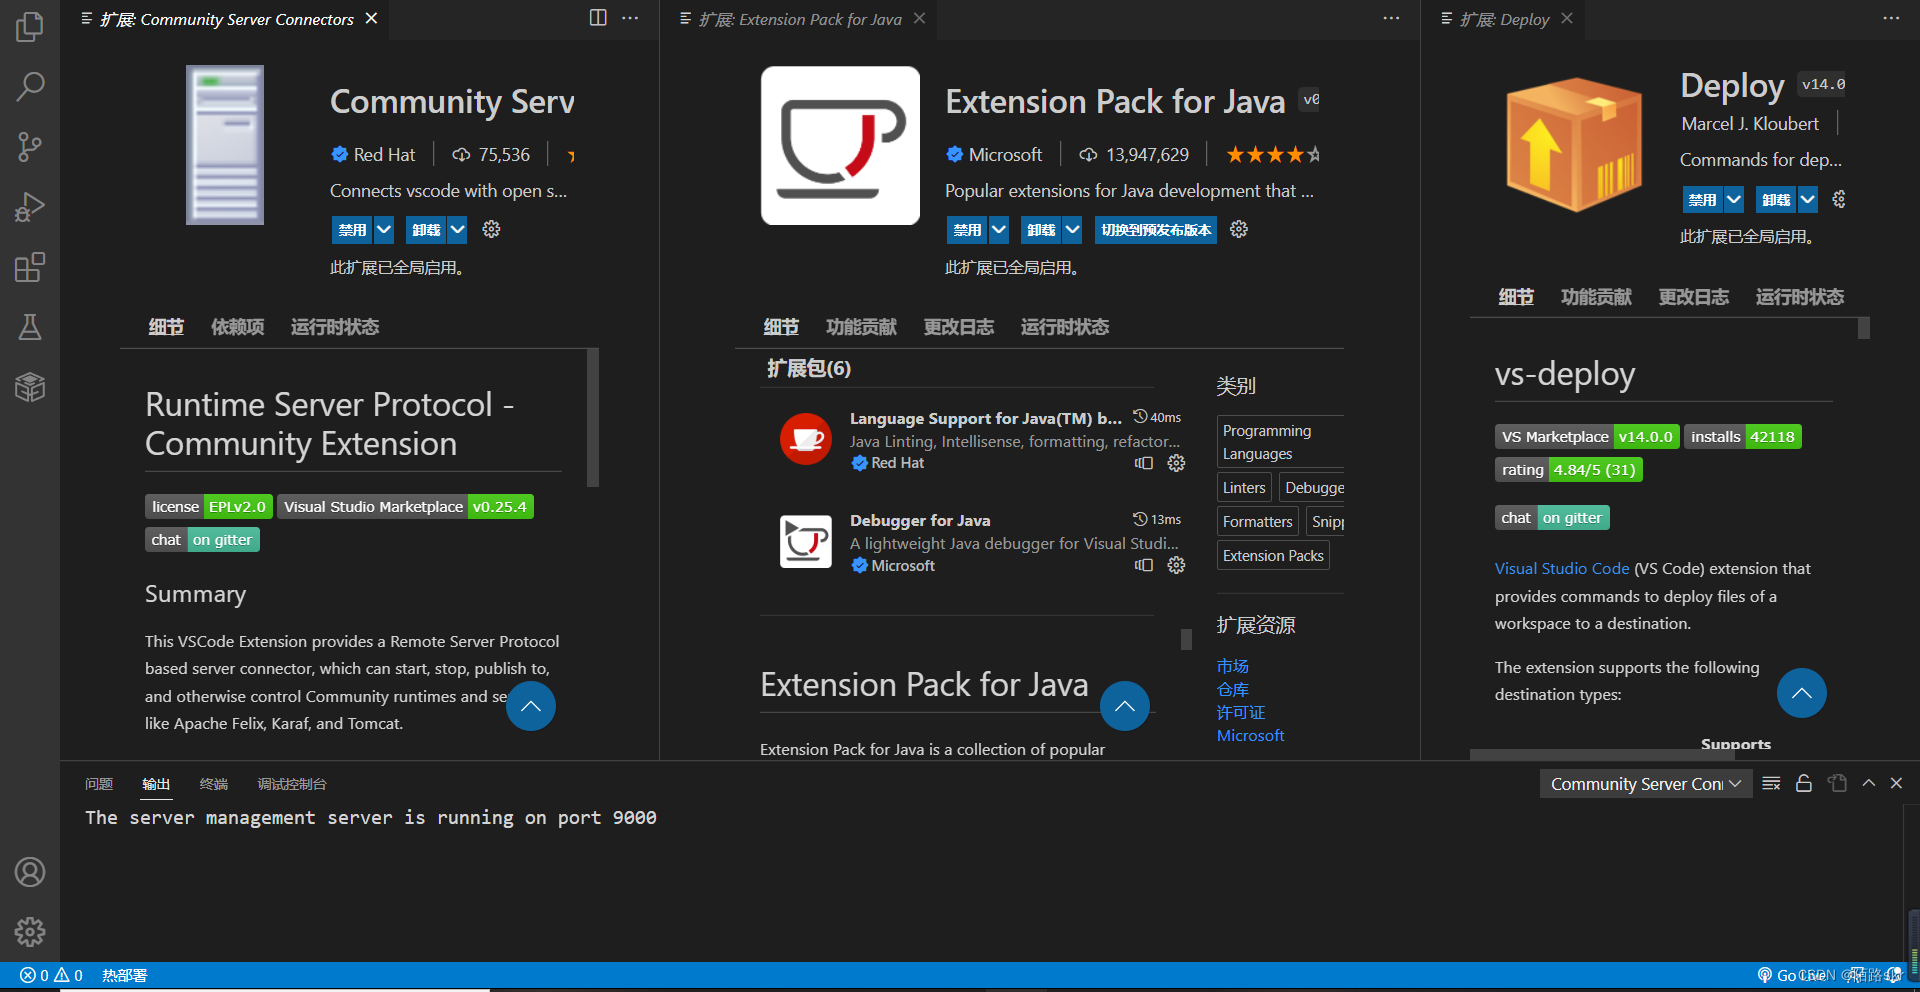 扩展: Community Server Connectors
Community Serv
Red Hat
75,536
Connects vscode with open s...
禁用
卸载
此扩展已全局启用。
细节
依赖项
运行时状态
Runtime Server Protocol -
Community Extension
license EPLv2.0
Visual Studio Marketplace v0.25.4
chat on gitter
Summary
This VSCode Extension provides a Remote Server Protocol
based server connector, which can start, stop, publish to,
and otherwise control Community runtimes and se
like Apache Felix, Karaf, and Tomcat.
扩展: Extension Pack for Java
Extension Pack for Java
v0
Microsoft
13,947,629
Popular extensions for Java development that ...
禁用
卸载
切换到预发布版本
此扩展已全局启用。
细节
功能贡献
更改日志
运行时状态
扩展包(6)
Language Support for Java(TM) b...
40ms
Java Linting, Intellisense, formatting, refactor...
Red Hat
Debugger for Java
13ms
A lightweight Java debugger for Visual Studi...
Microsoft
Extension Pack for Java
Extension Pack for Java is a collection of popular
类别
Programming
Languages
Linters
Debugge
Formatters
Snipp
Extension Packs
扩展资源
市场
仓库
许可证
Microsoft
扩展: Deploy
Deploy
v14.0
Marcel J. Kloubert
Commands for dep...
禁用
卸载
此扩展已全局启用。
细节
功能贡献
更改日志
运行时状态
vs-deploy
VS Marketplace v14.0.0
installs 42118
rating 4.84/5 (31)
chat on gitter
Visual Studio Code (VS Code) extension that
provides commands to deploy files of a
workspace to a destination.
The extension supports the following
destination types:
Supports
问题
输出
终端
调试控制台
Community Server Con
The server management server is running on port 9000
0
0
热部署
Go Live